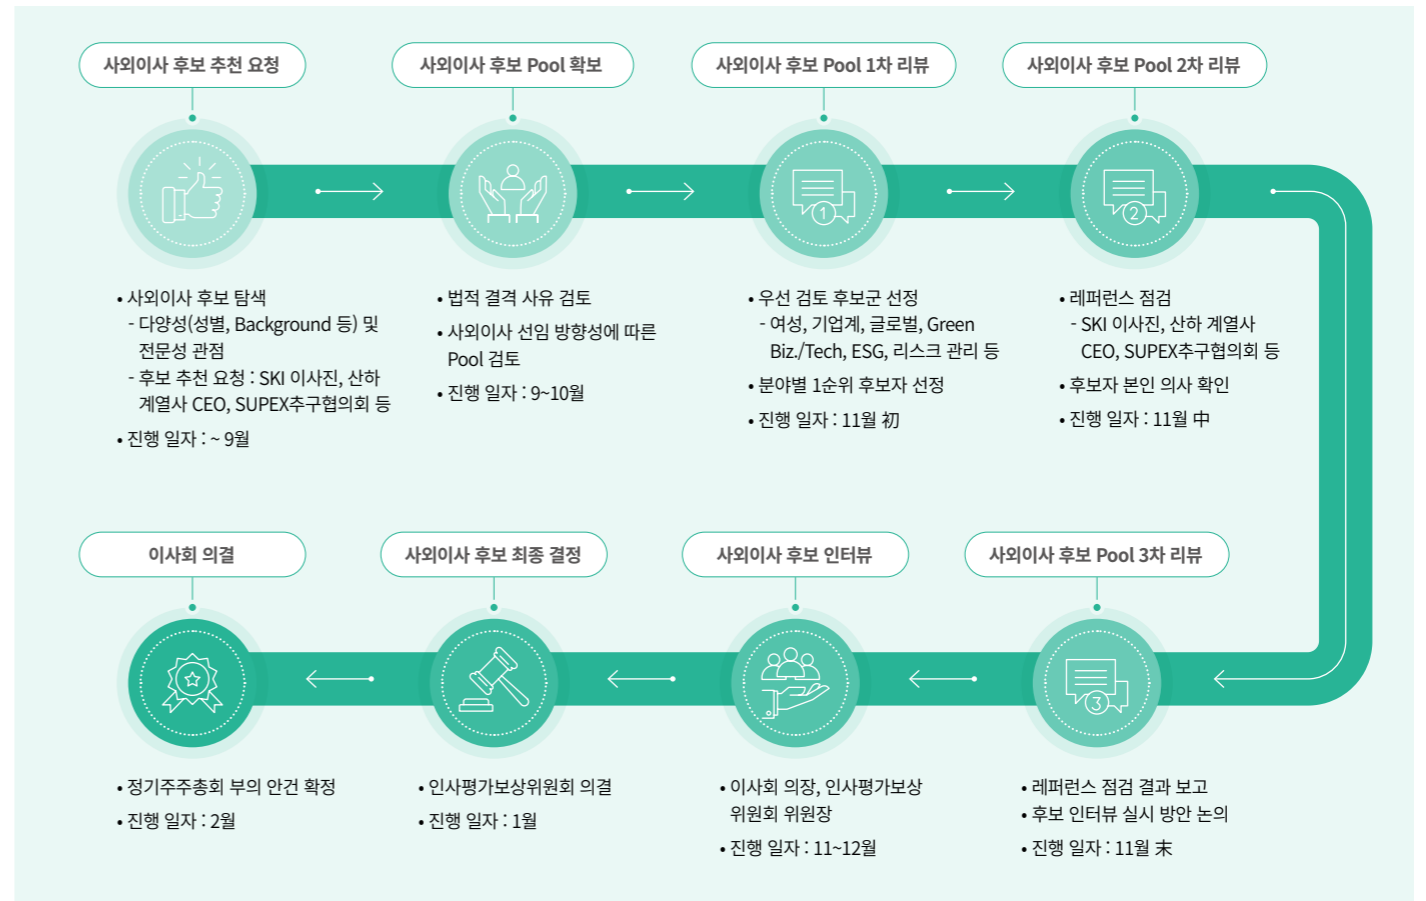 사외이사 후보 추천 요청
• 사외이사 후보 탐색
- 다양성(성별, Background 등) 및
전문성 관점
- 후보 추천 요청 : SKI 이사진, 산하
계열사 CEO, SUPEX추구협의회 등
• 진행 일자 : ~ 9월
사외이사 후보 Pool 확보
• 법적 결격 사유 검토
• 사외이사 선임 방향성에 따른
Pool 검토
• 진행 일자 : 9~10월
사외이사 후보 Pool 1차 리뷰
1
• 우선 검토 후보군 선정
- 여성, 기업계, 글로벌, Green
Biz./Tech, ESG, 리스크 관리 등
• 분야별 1순위 후보자 선정
• 진행 일자 : 11월 初
사외이사 후보 Pool 2차 리뷰
2
• 레퍼런스 점검
- SKI 이사진, 산하 계열사
CEO, SUPEX추구협의회 등
• 후보자 본인 의사 확인
• 진행 일자 : 11월 中
사외이사 후보 Pool 3차 리뷰
3
• 레퍼런스 점검 결과 보고
• 후보 인터뷰 실시 방안 논의
• 진행 일자 : 11월 末
사외이사 후보 인터뷰
• 이사회 의장, 인사평가보상
위원회 위원장
• 진행 일자 : 11~12월
사외이사 후보 최종 결정
• 인사평가보상위원회 의결
• 진행 일자 : 1월
이사회 의결
• 정기주주총회 부의 안건 확정
• 진행 일자 : 2월